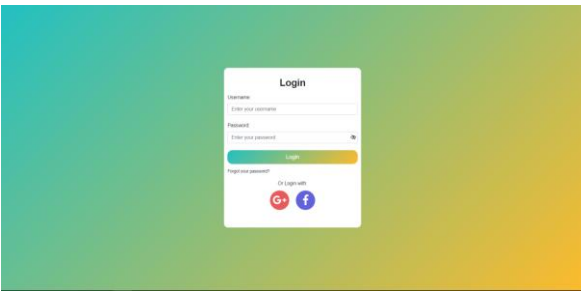 Login
Username
Enter your username
Password
Enter your password
Login
Forgot your password?
Or Login with
G+ f